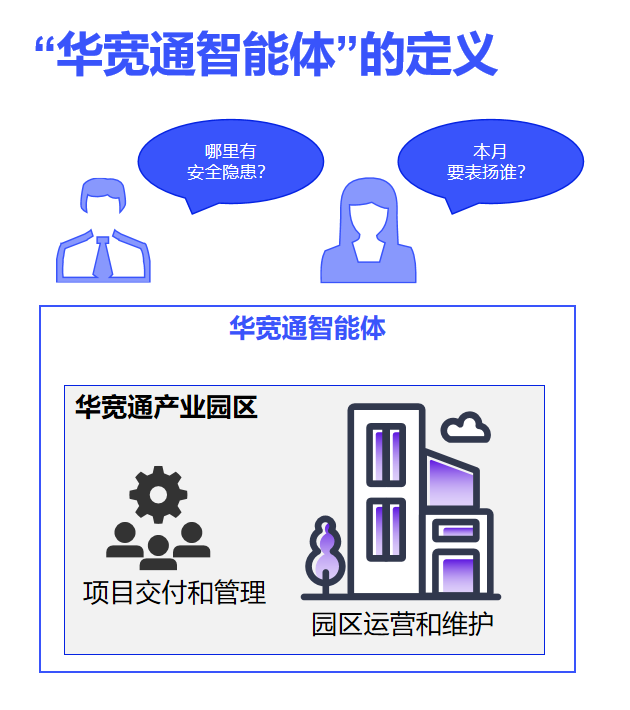 “华宽通智能体”的定义
哪里有
安全隐患？
本月
要表场谁？
华宽通智能体
华宽通产业园区
项目交付和管理
园区运营和维护